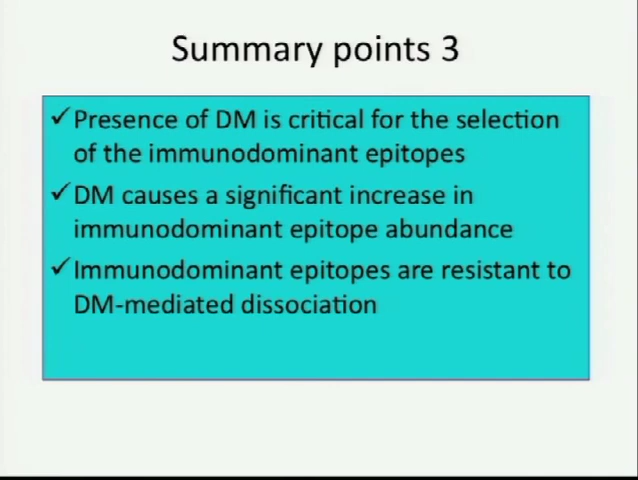 Summary points 3
✓Presence of DM is critical for the selection
of the immunodominant epitopes
✓DM causes a significant increase in
immunodominant epitope abundance
✓Immunodominant epitopes are resistant to
DM-mediated dissociation